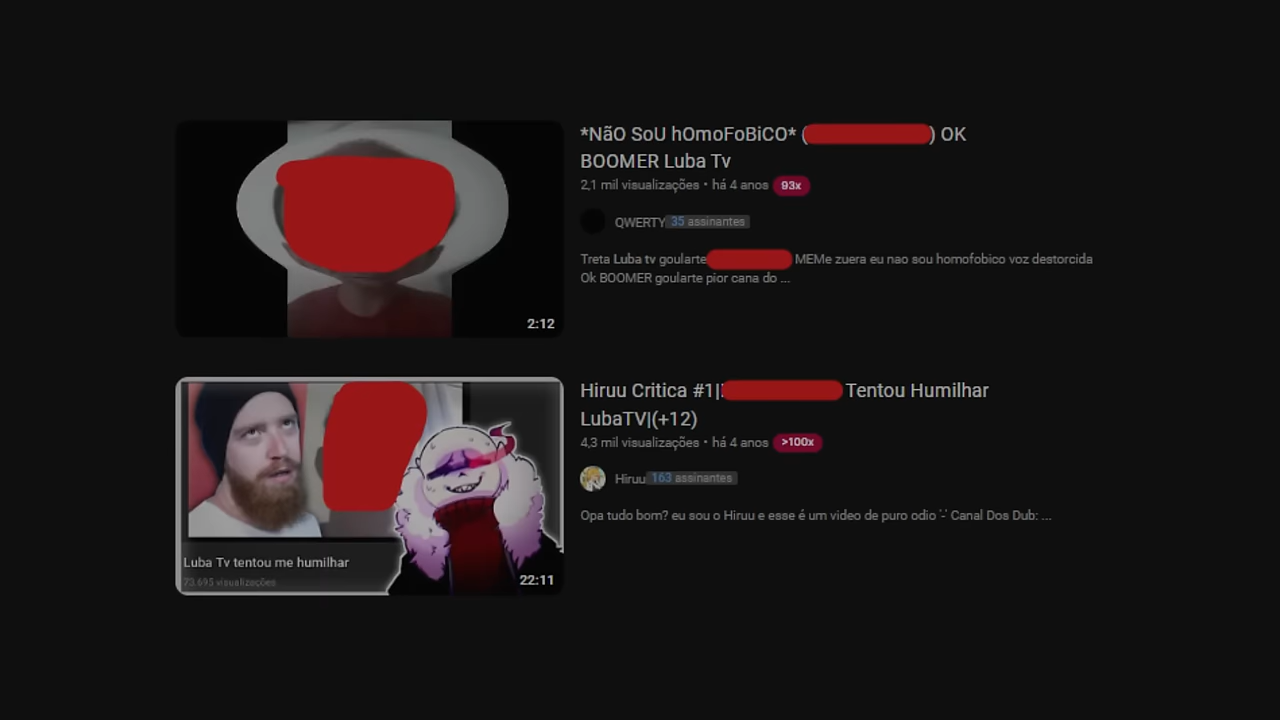 *NãO SoU hOmoFoBiCO* () OK
BOOMER Luba Tv
2,1 mil visualizações • há 4 anos 93x
QWERTY 35 assinantes
Treta Luba tv goularte MEMe zuera eu nao sou homofobico voz destorcida
Ok BOOMER goularte pior cana do ...
2:12
Hiruu Critica #1| Tentou Humilhar
LubaTV|(+12)
4,3 mil visualizações • há 4 anos >100x
Hiruu 163 assinantes
Opa tudo bom? eu sou o Hiruu e esse é um video de puro odio '-' Canal Dos Dub: ...
Luba Tv tentou me humilhar
73.695 visualizações
22:11